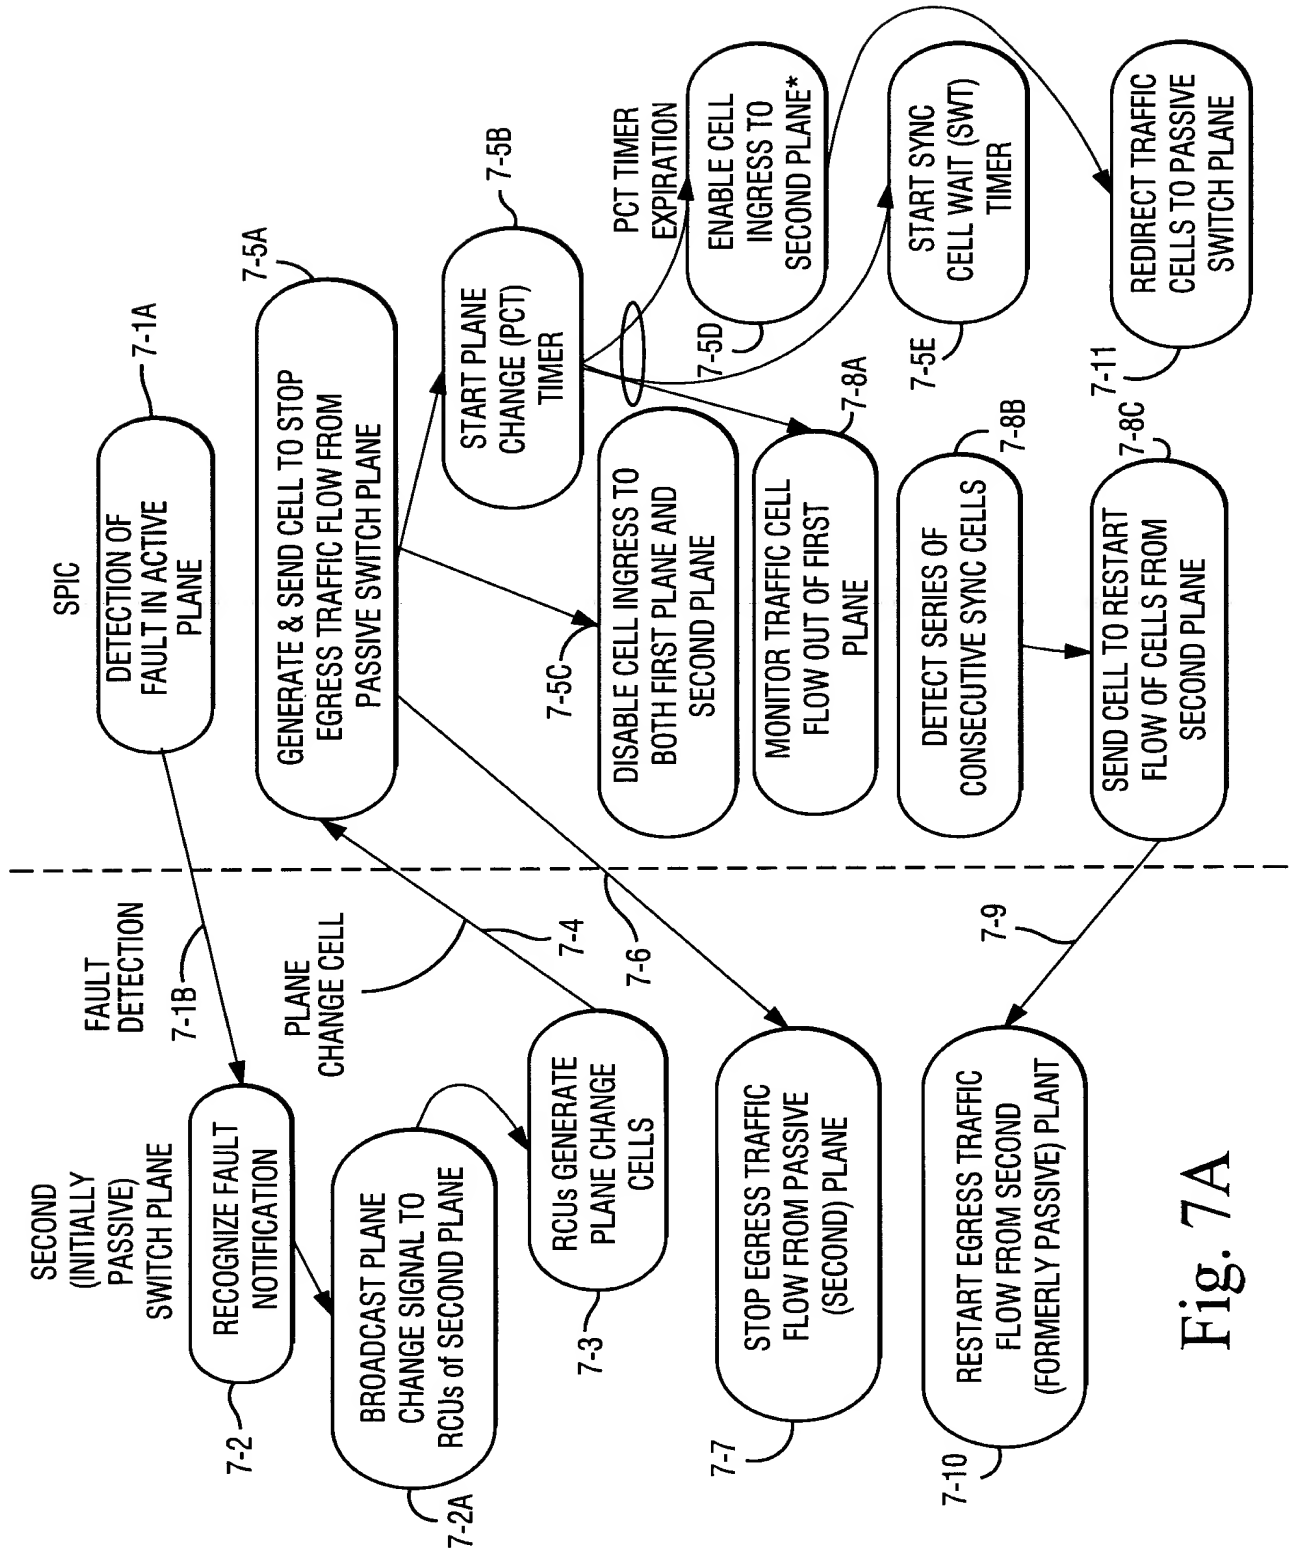 SECOND
(INITIALLY
PASSIVE)
SWITCH PLANE
FAULT
DETECTION
SPIC
7-1B
7-1A
DETECTION OF
FAULT IN ACTIVE
PLANE
7-2
RECOGNIZE FAULT
NOTIFICATION
PLANE
CHANGE CELL
7-2A
BROADCAST PLANE
CHANGE SIGNAL TO
RCUs of SECOND PLANE
7-5A
GENERATE & SEND CELL TO STOP
EGRESS TRAFFIC FLOW FROM
PASSIVE SWITCH PLANE
7-3
RCUs GENERATE
PLANE CHANGE
CELLS
7-4
7-5B
START PLANE
CHANGE (PCT)
TIMER
7-6
7-5C
DISABLE CELL INGRESS TO
BOTH FIRST PLANE AND
SECOND PLANE
PCT TIMER
EXPIRATION
7-5D
ENABLE CELL
INGRESS TO
SECOND PLANE*
7-7
STOP EGRESS TRAFFIC
FLOW FROM PASSIVE
(SECOND) PLANE
MONITOR TRAFFIC CELL
FLOW OUT OF FIRST
PLANE
7-8A
7-5E
START SYNC
CELL WAIT (SWT)
TIMER
7-10
RESTART EGRESS TRAFFIC
FLOW FROM SECOND
(FORMERLY PASSIVE) PLANT
7-9
DETECT SERIES OF
CONSECUTIVE SYNC CELLS
7-8B
SEND CELL TO RESTART
FLOW OF CELLS FROM
SECOND PLANE
7-8C
7-11
REDIRECT TRAFFIC
CELLS TO PASSIVE
SWITCH PLANE
Fig. 7A